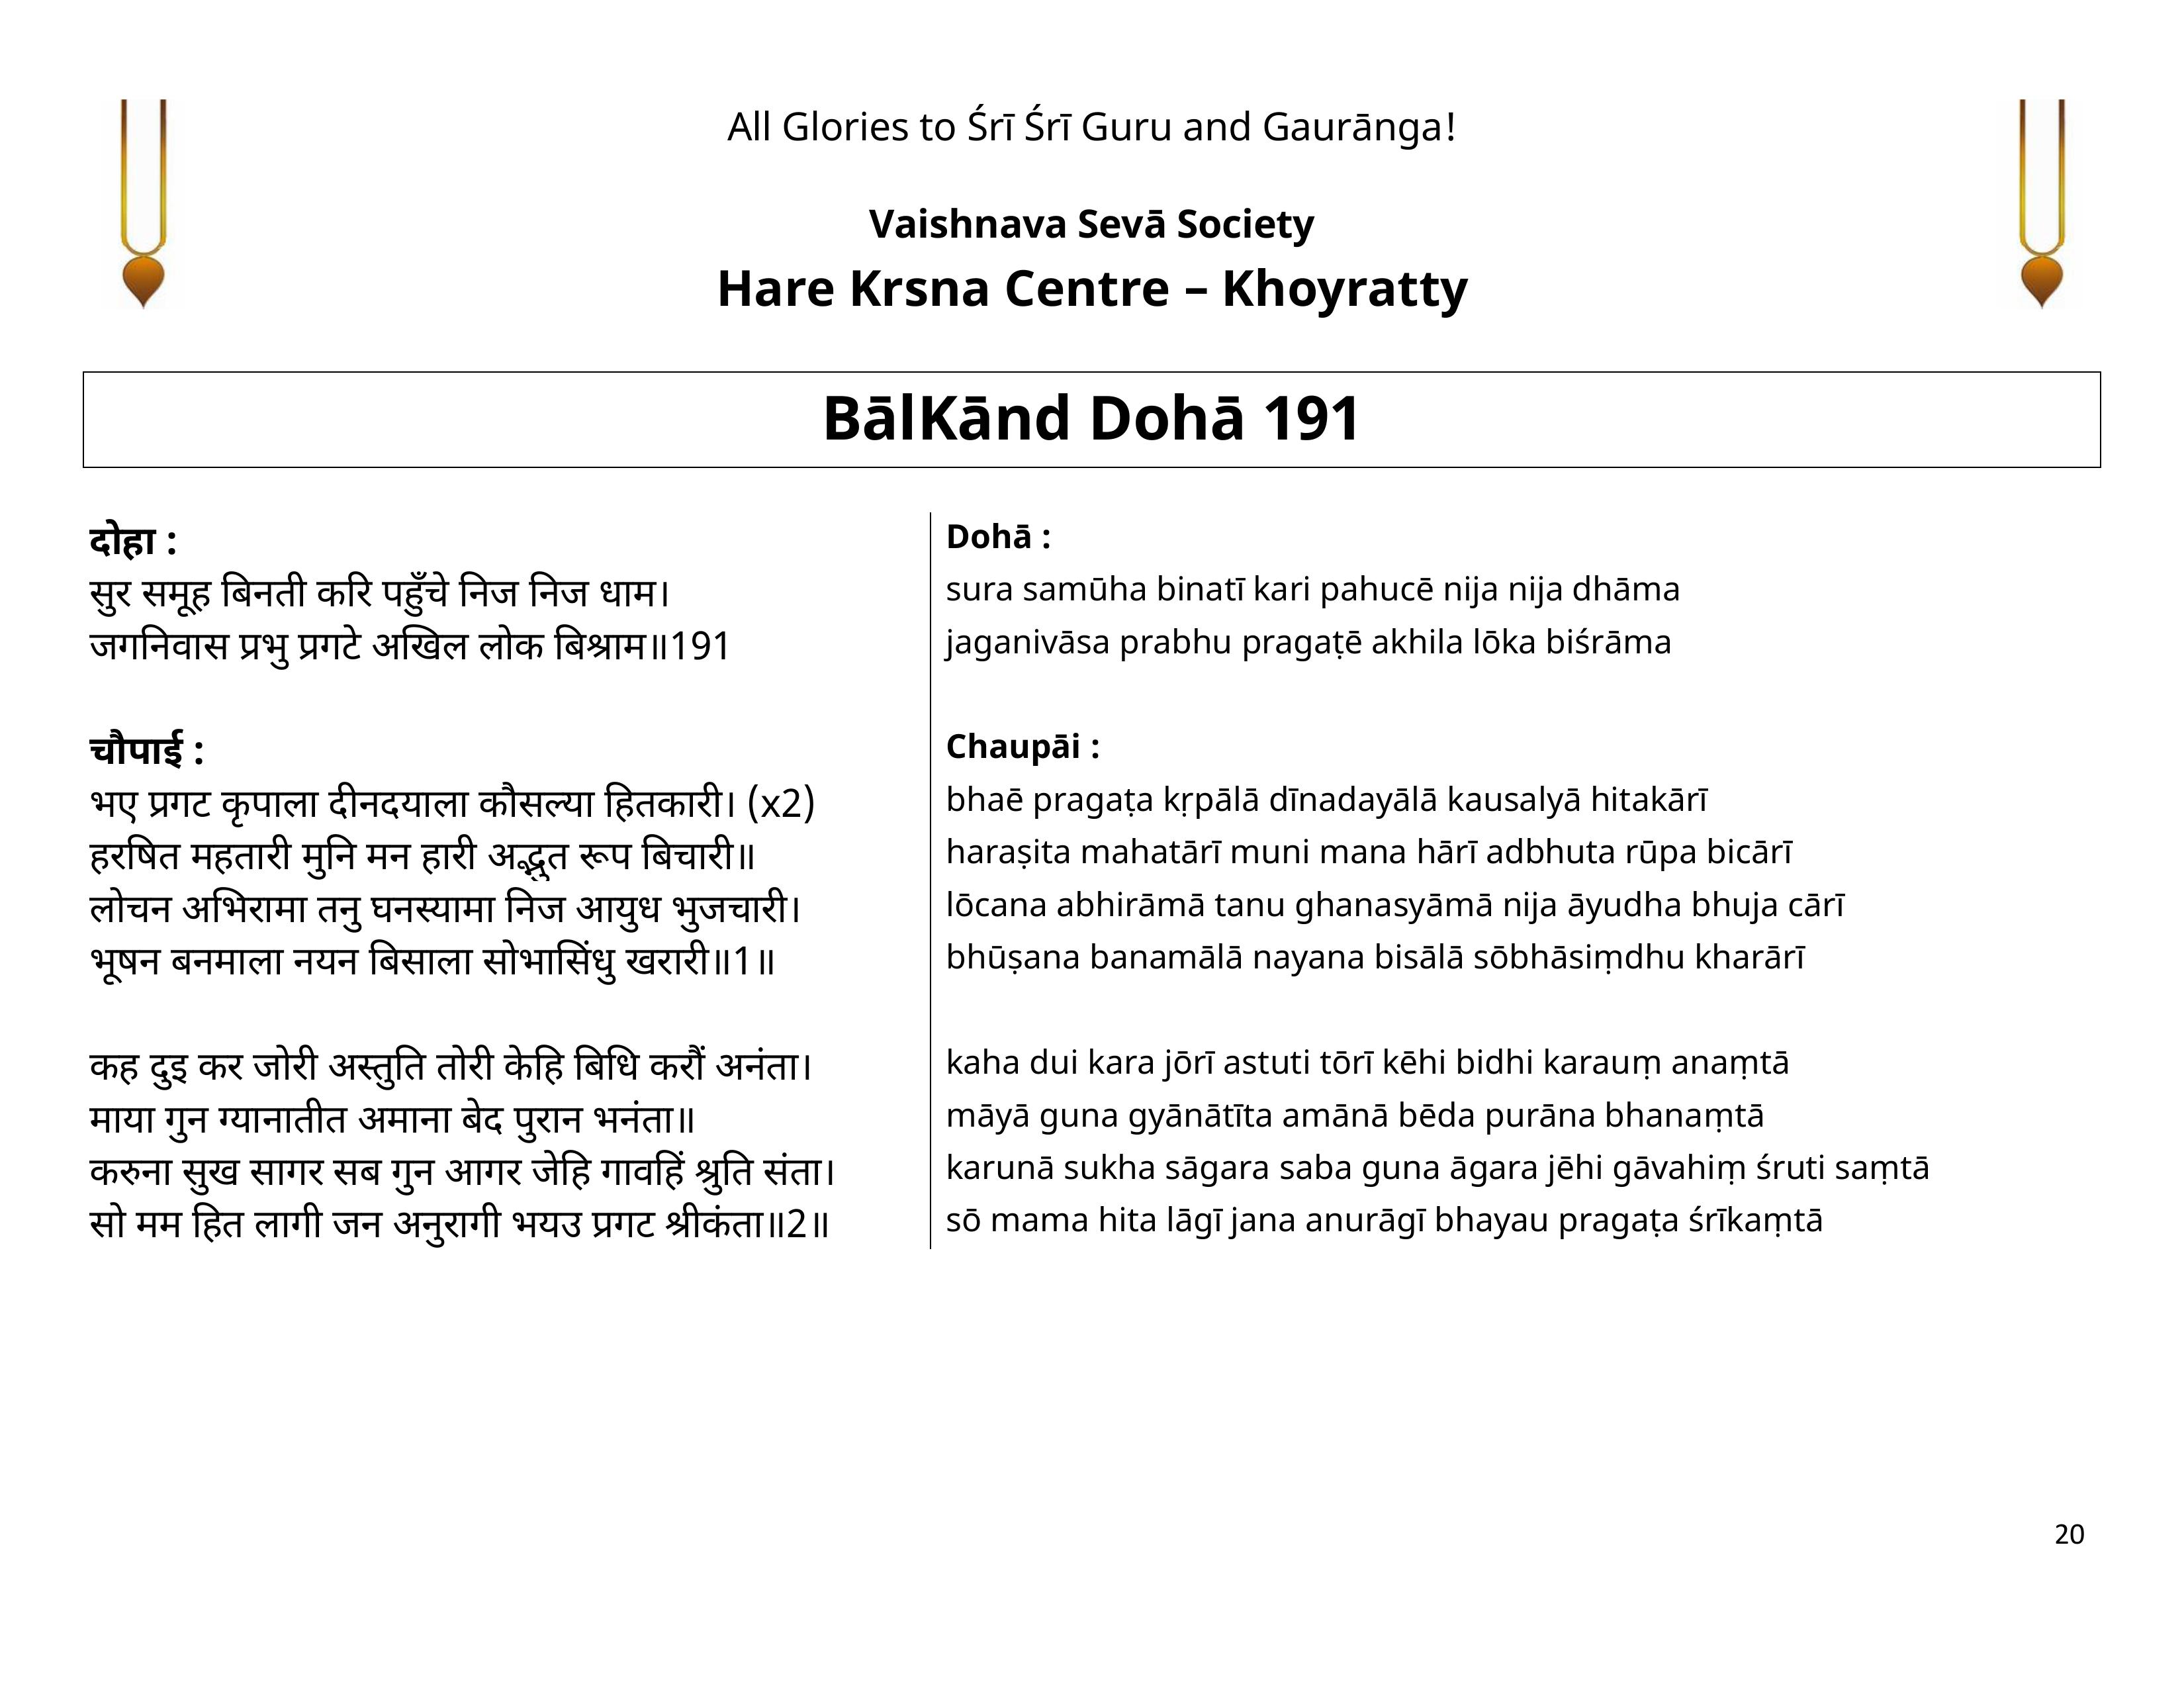 All Glories to Śrī Śrī Guru and Gaurānga!
Vaishnava Sevā Society
Hare Krsna Centre – Khoyratty
BālKānd Dohā 191
दोहा :
सुर समूह बिनती करि पहुँचे निज निज धाम।
जगनिवास प्रभु प्रगटे अखिल लोक बिश्राम॥191
चौपाई :
भए प्रगट कृपाला दीनदयाला कौसल्या हितकारी। (x2)
हरषित महतारी मुनि मन हारी अद्भुत रूप बिचारी॥
लोचन अभिरामा तनु घनस्यामा निज आयुध भुजचारी।
भूषन बनमाला नयन बिसाला सोभासिंधु खरारी॥1॥
कह दुइ कर जोरी अस्तुति तोरी केहि बिधि करौं अनंता।
माया गुन ग्यानातीत अमाना बेद पुरान भनंता॥
करुना सुख सागर सब गुन आगर जेहि गावहिं श्रुति संता।
सो मम हित लागी जन अनुरागी भयउ प्रगट श्रीकंता॥2॥
Dohā :
sura samūha binatī kari pahucē nija nija dhāma
jaganivāsa prabhu pragaṭē akhila lōka biśrāma
Chaupāi :
bhaē pragaṭa kṛpālā dīnadayālā kausalyā hitakārī
haraṣita mahatārī muni mana hārī adbhuta rūpa bicārī
lōcana abhirāmā tanu ghanasyāmā nija āyudha bhuja cārī
bhūṣana banamālā nayana bisālā sōbhāsiṃdhu kharārī
kaha dui kara jōrī astuti tōrī kēhi bidhi karauṃ anaṃtā
māyā guna gyānātīta amānā bēda purāna bhanaṃtā
karunā sukha sāgara saba guna āgara jēhi gāvahiṃ śruti saṃtā
sō mama hita lāgī jana anurāgī bhayau pragaṭa śrīkaṃtā
20